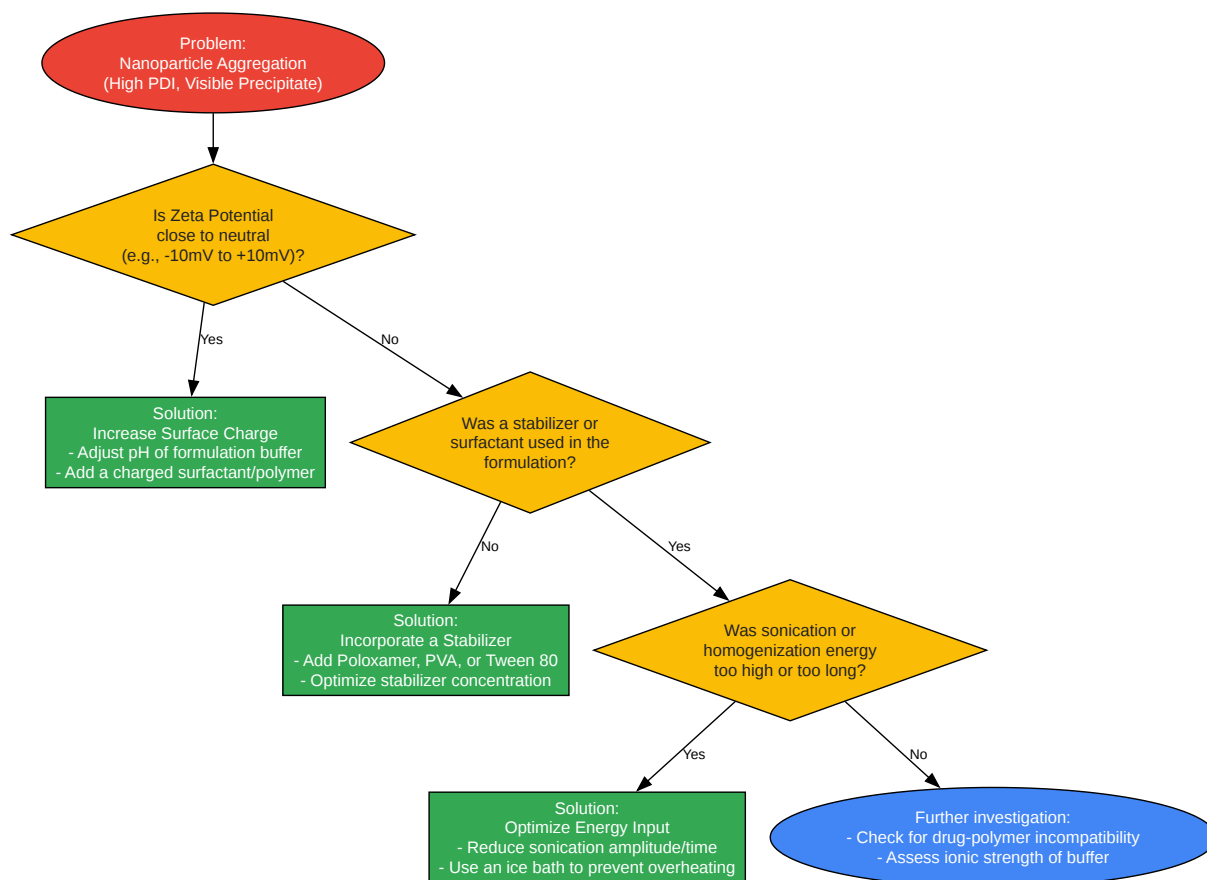 Problem:
Nanoparticle Aggregation
(High PDI, Visible Precipitate)
Is Zeta Potential
close to neutral
(e.g., -10mV to +10mV)?
Yes
No
Solution:
Increase Surface Charge
- Adjust pH of formulation buffer
- Add a charged surfactant/polymer
Was a stabilizer or
surfactant used in the
formulation?
No
Yes
Solution:
Incorporate a Stabilizer
- Add Poloxamer, PVA, or Tween 80
- Optimize stabilizer concentration
Was sonication or
homogenization energy
too high or too long?
Yes
No
Solution:
Optimize Energy Input
- Reduce sonication amplitude/time
- Use an ice bath to prevent overheating
Further investigation:
- Check for drug-polymer incompatibility
- Assess ionic strength of buffer